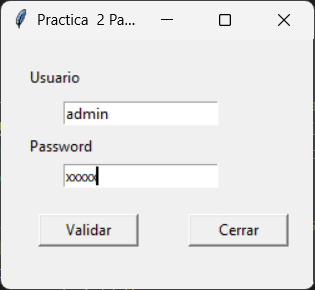 Practica 2 Pa...
Usuario
admin
Password
xxxxx
Validar Cerrar